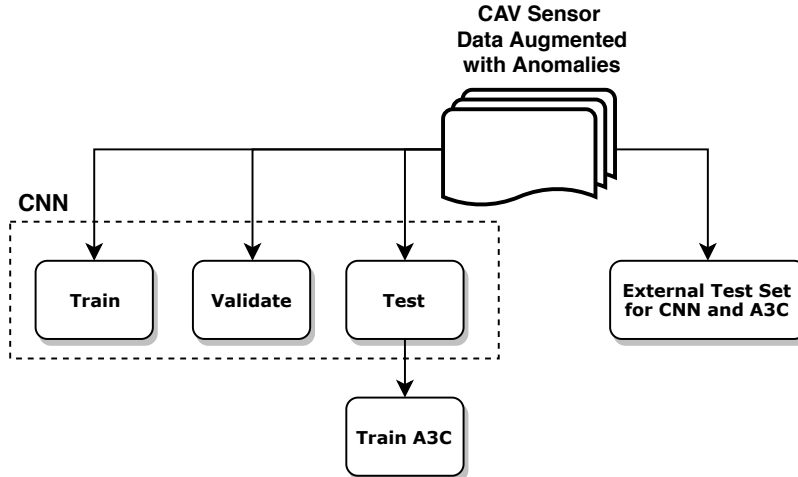 CAV Sensor
Data Augmented
with Anomalies
CNN
Train
Validate
Test
External Test Set
for CNN and A3C
Train A3C